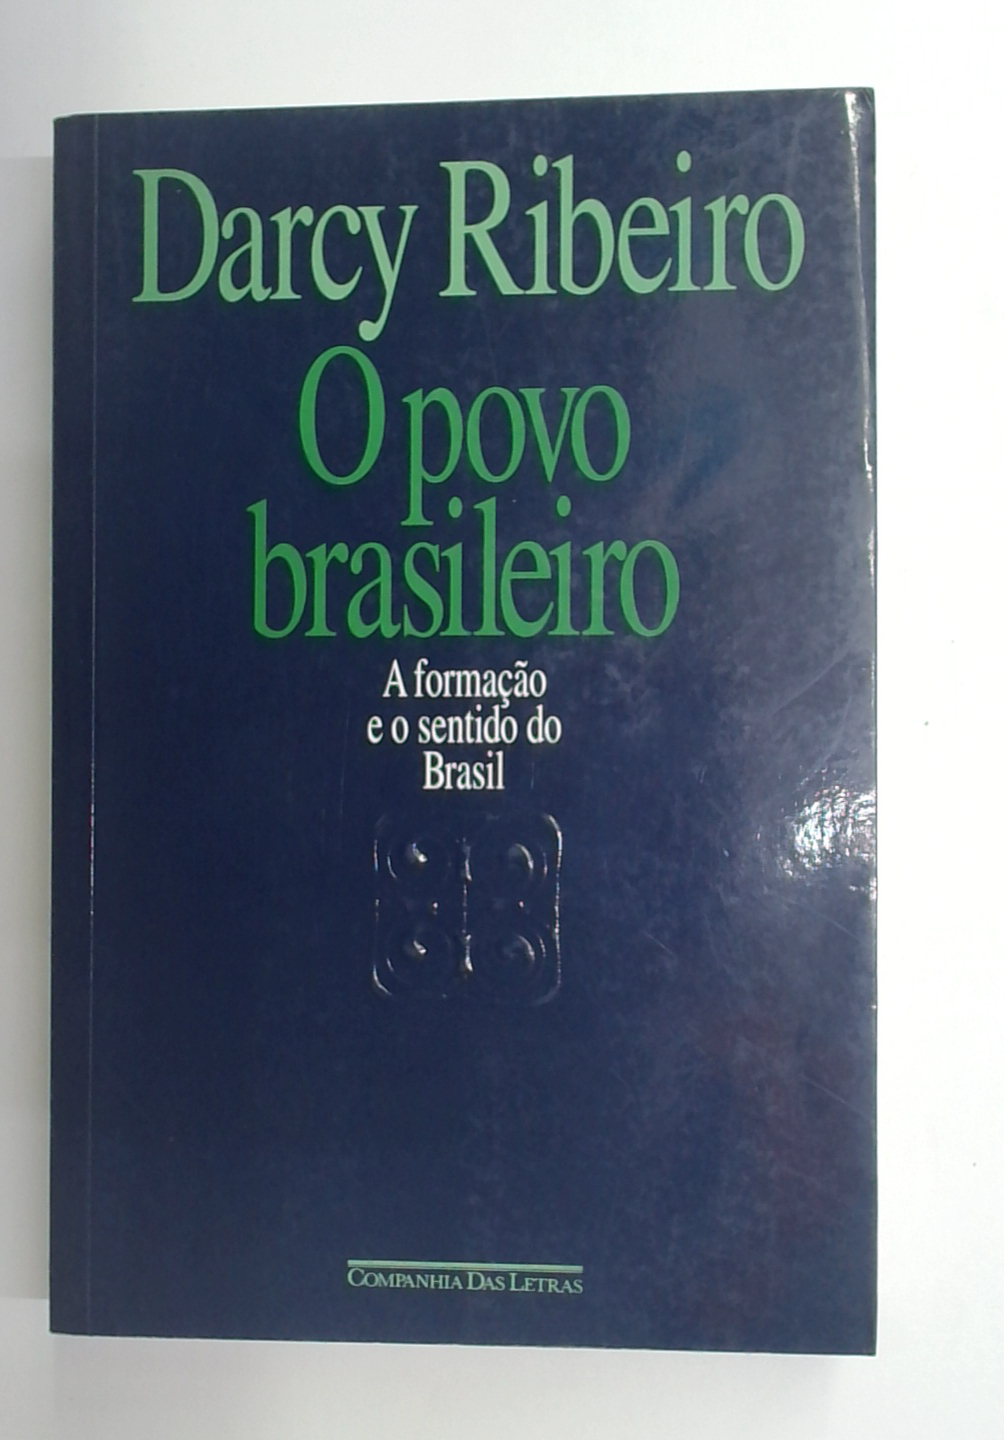 Darcy Ribeiro
O povo
brasileiro
A formação
e o sentido do
Brasil
COMPANHIA DAS LETRAS